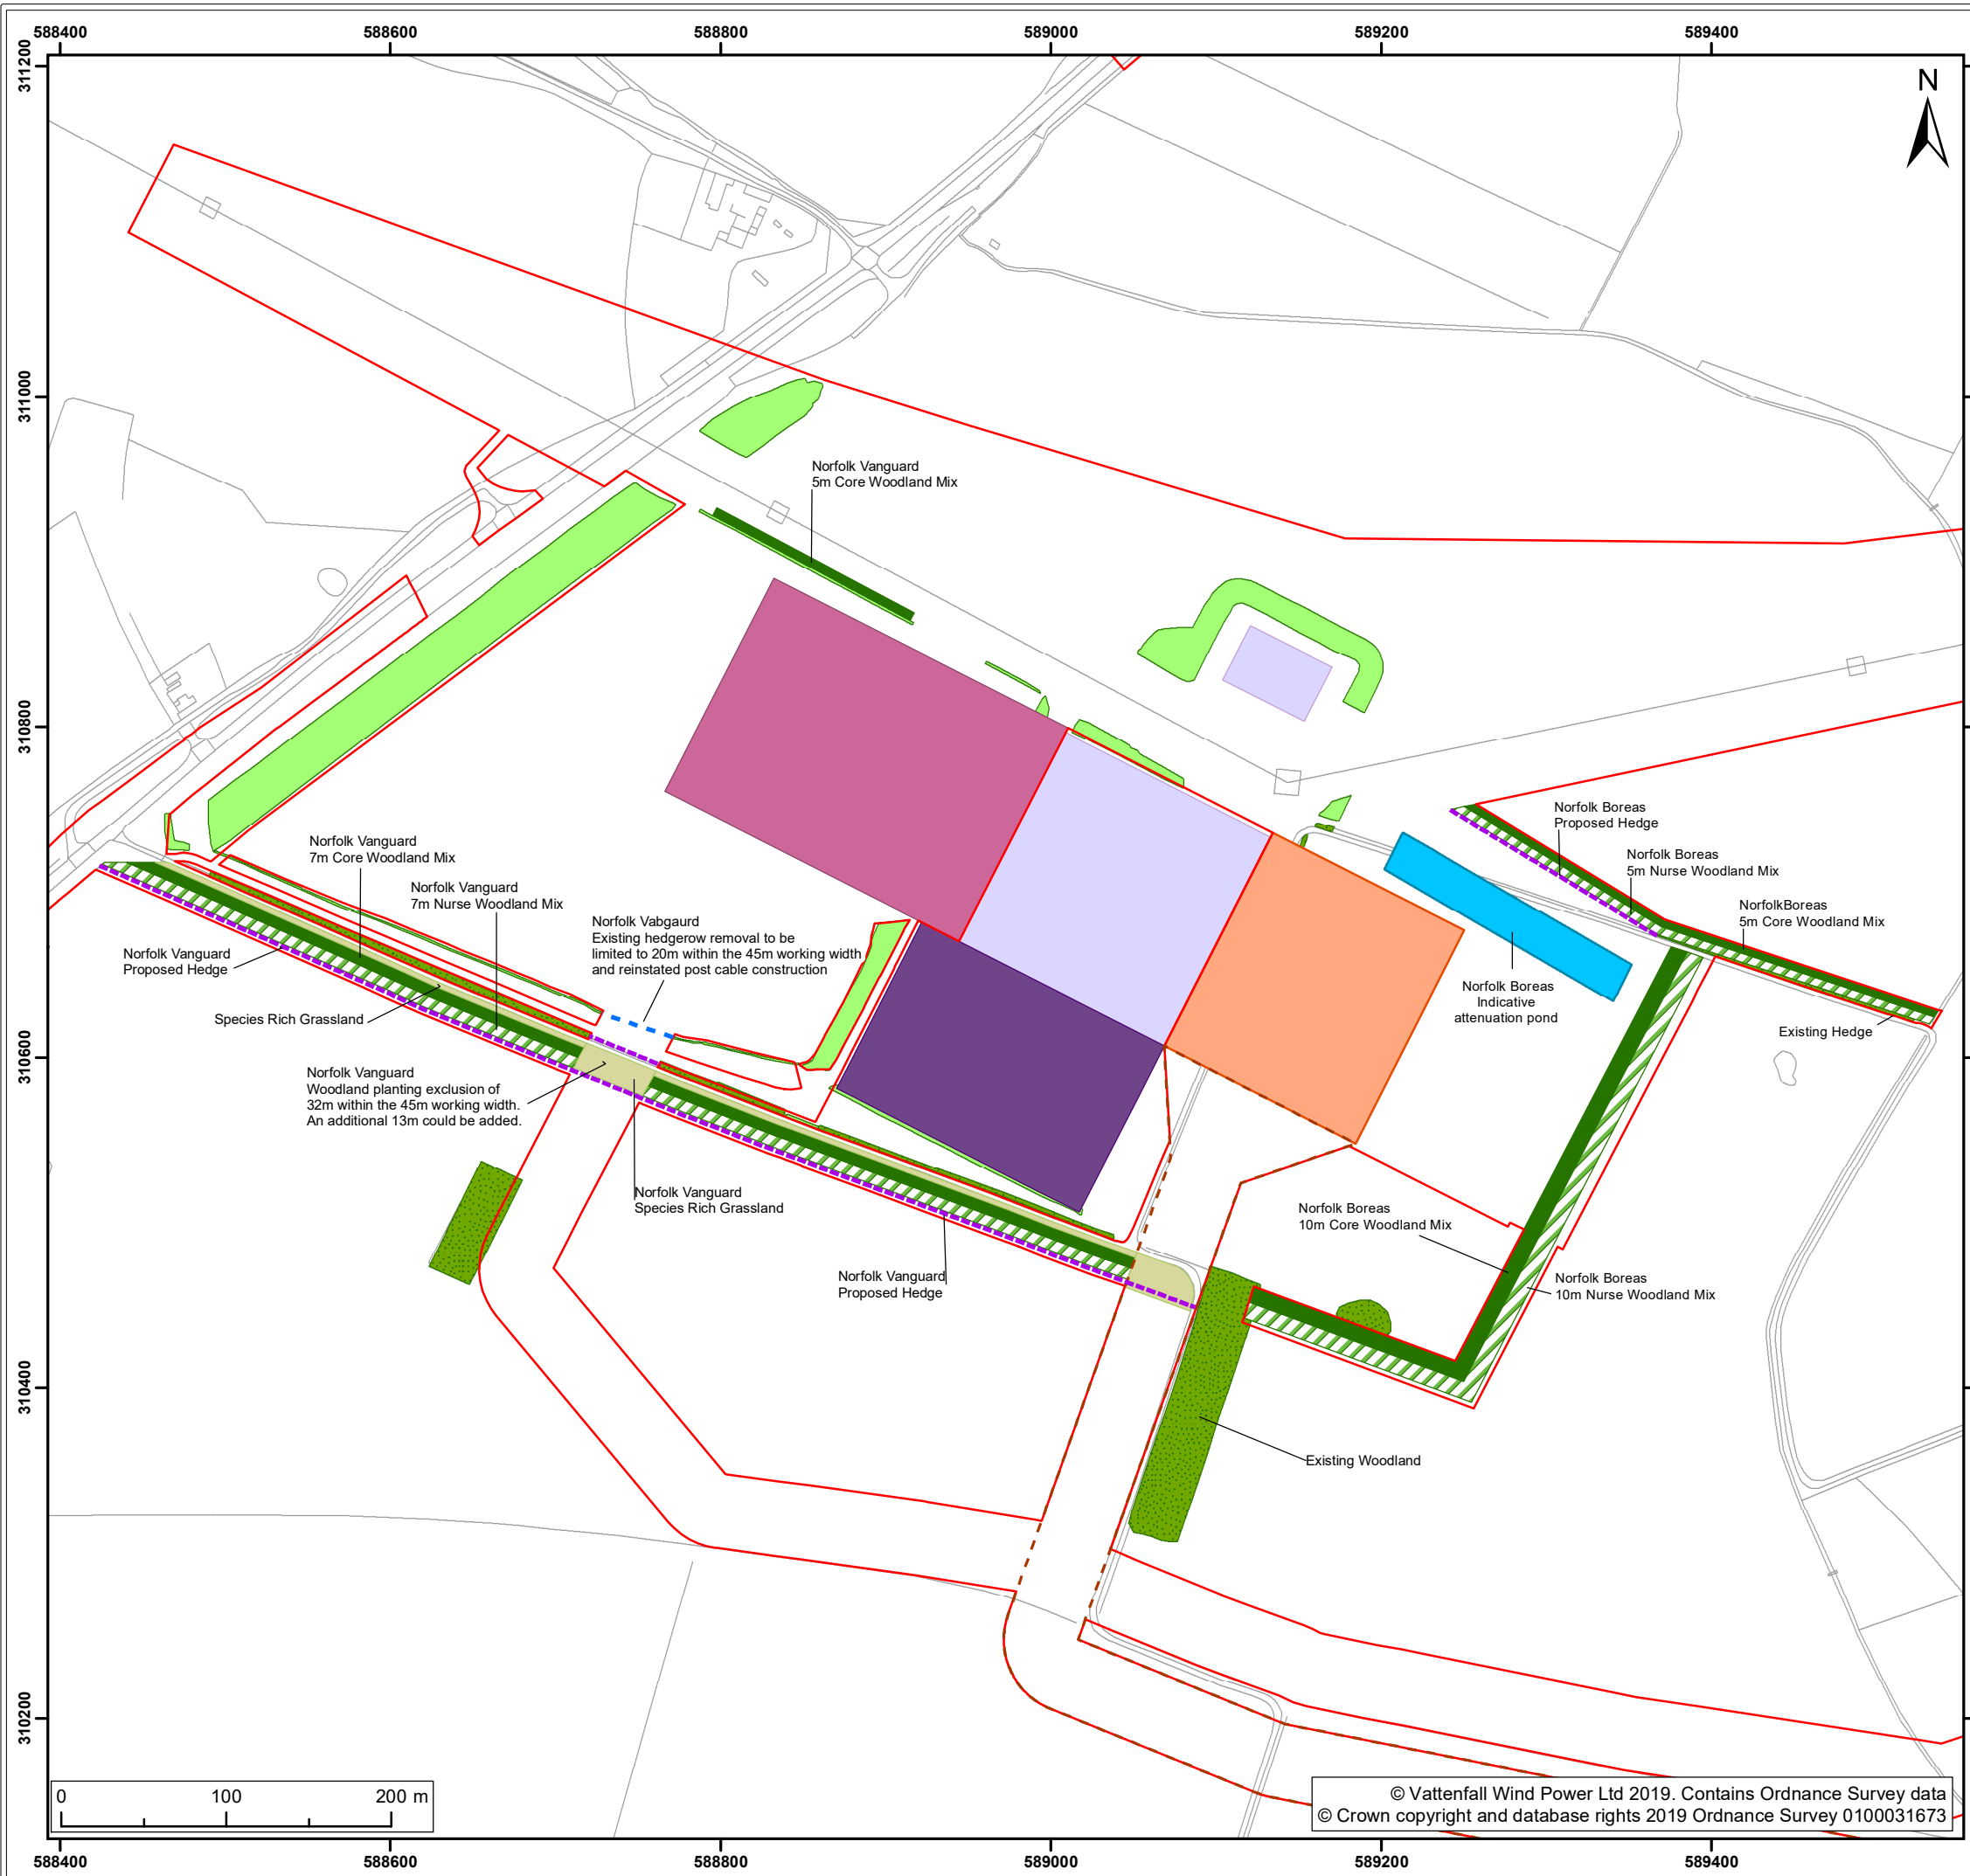 588400
588600
588800
589000
589200
589400
311200
311000
310800
310600
310400
310200
N
Norfolk Vanguard
5m Core Woodland Mix
Norfolk Boreas
Proposed Hedge
Norfolk Boreas
5m Nurse Woodland Mix
NorfolkBoreas
5m Core Woodland Mix
Norfolk Vanguard
7m Core Woodland Mix
Norfolk Vanguard
7m Nurse Woodland Mix
Norfolk Vabgaurd
Existing hedgerow removal to be
limited to 20m within the 45m working width
and reinstated post cable construction
Norfolk Vanguard
Proposed Hedge
Species Rich Grassland
Norfolk Boreas
Indicative
attenuation pond
Existing Hedge
Norfolk Vanguard
Woodland planting exclusion of
32m within the 45m working width.
An additional 13m could be added.
Norfolk Vanguard
Species Rich Grassland
Norfolk Boreas
10m Core Woodland Mix
Norfolk Vanguard
Proposed Hedge
Norfolk Boreas
10m Nurse Woodland Mix
Existing Woodland
0 100 200 m
© Vattenfall Wind Power Ltd 2019. Contains Ordnance Survey data
© Crown copyright and database rights 2019 Ordnance Survey 0100031673
588400
588600
588800
589000
589200
589400